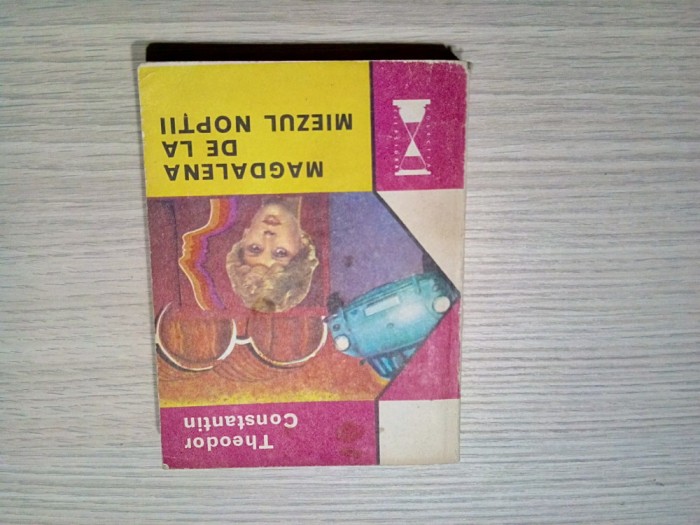 Theodor
Constantin
MAGDALENA
DE LA
MIEZUL NOPȚII